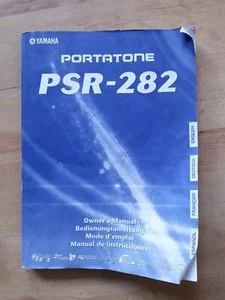 YAMAHA
PORTATONE
PSR-282
ENGLISH
DEUTSCH
FRANÇAIS
ESPAÑOL
Owner's Manual
Bedienungsanleitung
Mode d'emploi
Manual de instrucciones